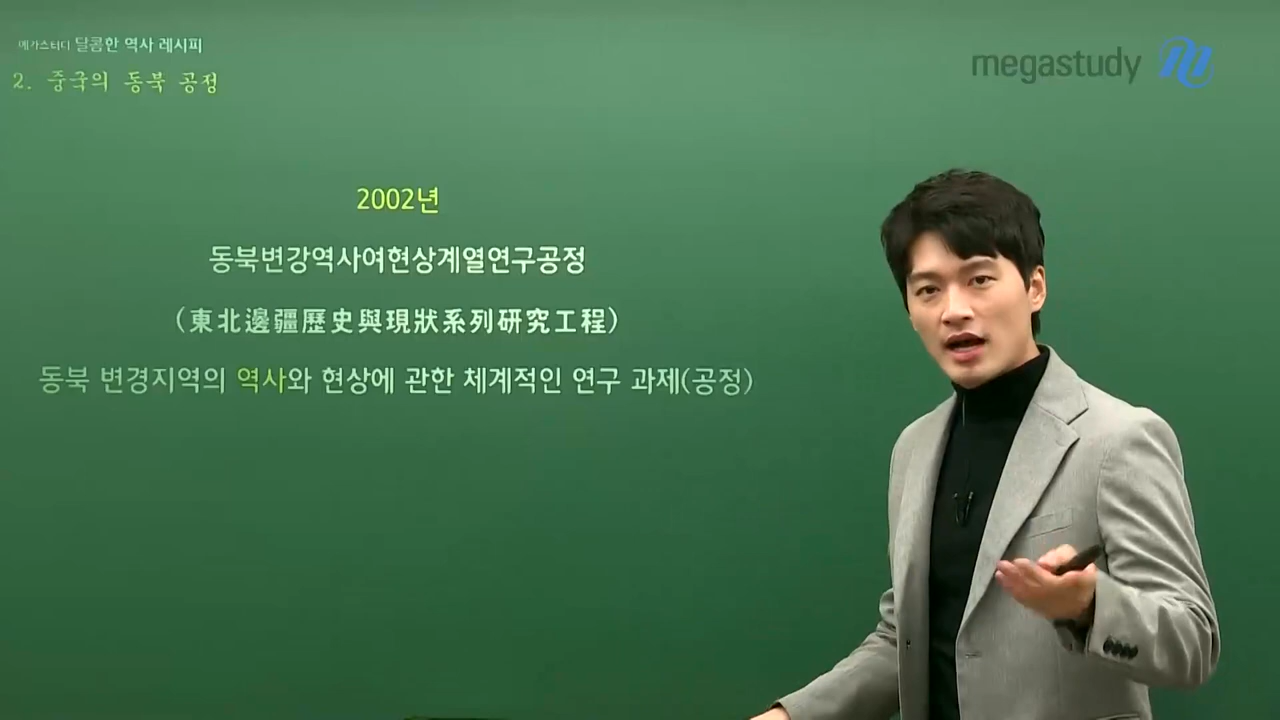 메가스터디 달콤한 역사 레시피
megastudy
2. 중국의 동북 공정
2002년
동북변강역사여현상계열연구공정
(東北邊疆歷史與現狀系列研究工程)
동북 변경지역의 역사와 현상에 관한 체계적인 연구 과제(공정)